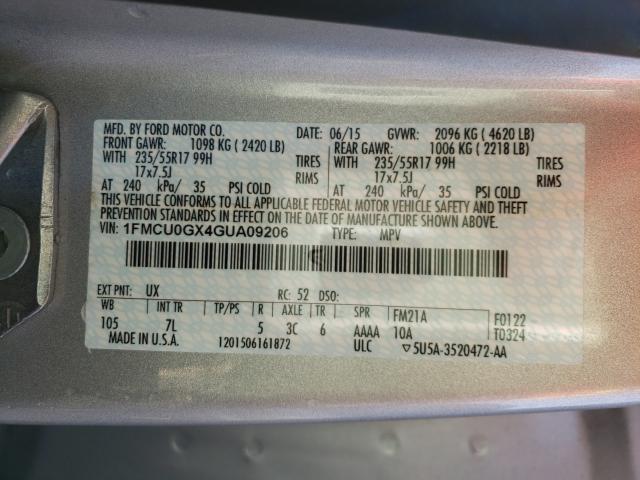 MFD. BY FORD MOTOR CO. 06/15 GVWR: 2096 KG ( 4620 LB)
FRONT GAWR: 1098 KG ( 2420 LB) REAR GAWR: 1006 KG ( 2218 LB)
WITH 235/55R17 99H TIRES WITH 235/55R17 99H TIRES
17x7.5J RIMS 17x7.5J RIMS
AT 240 kPa/ 35 PSI COLD AT 240 kPa/ 35 PSI COLD
THIS VEHICLE CONFORMS TO ALL APPLICABLE FEDERAL MOTOR VEHICLE SAFETY AND THEFT
PREVENTION STANDARDS IN EFFECT ON THE DATE OF MANUFACTURE SHOWN ABOVE.
VIN: 1FMCU0GX4GUA09206 TYPE: MPV
EXT PNT: UX RC: 52 DSO:
WB INT TR TP/PS R AXLE TR SPR FM21A F0122
105 7L 5 3C 6 AAAA 10A T0324
MADE IN U.S.A. 1201506161872 ULC ▽5U5A-3520472-AA